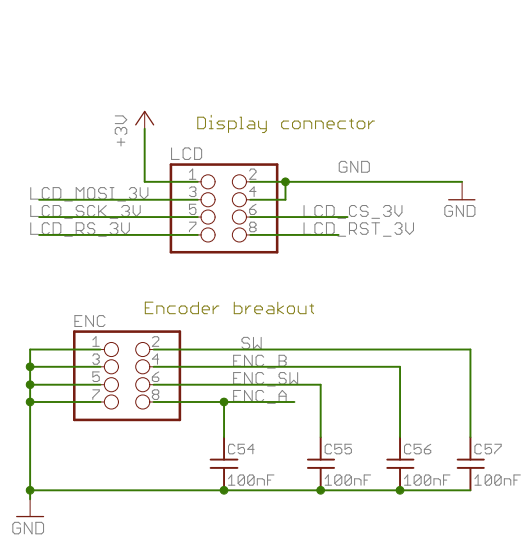 Display connector
+3V
LCD
GND
1 2
LCD_MOSI_3V 3 4
LCD_SCK_3V 5 6 LCD_CS_3V GND
LCD_RS_3V 7 8 LCD_RST_3V
Encoder breakout
ENC
1 2 SW
3 4 ENC_B
5 6 ENC_SW
7 8 ENC_A
C54 C55 C56 C57
100nF 100nF 100nF 100nF
GND